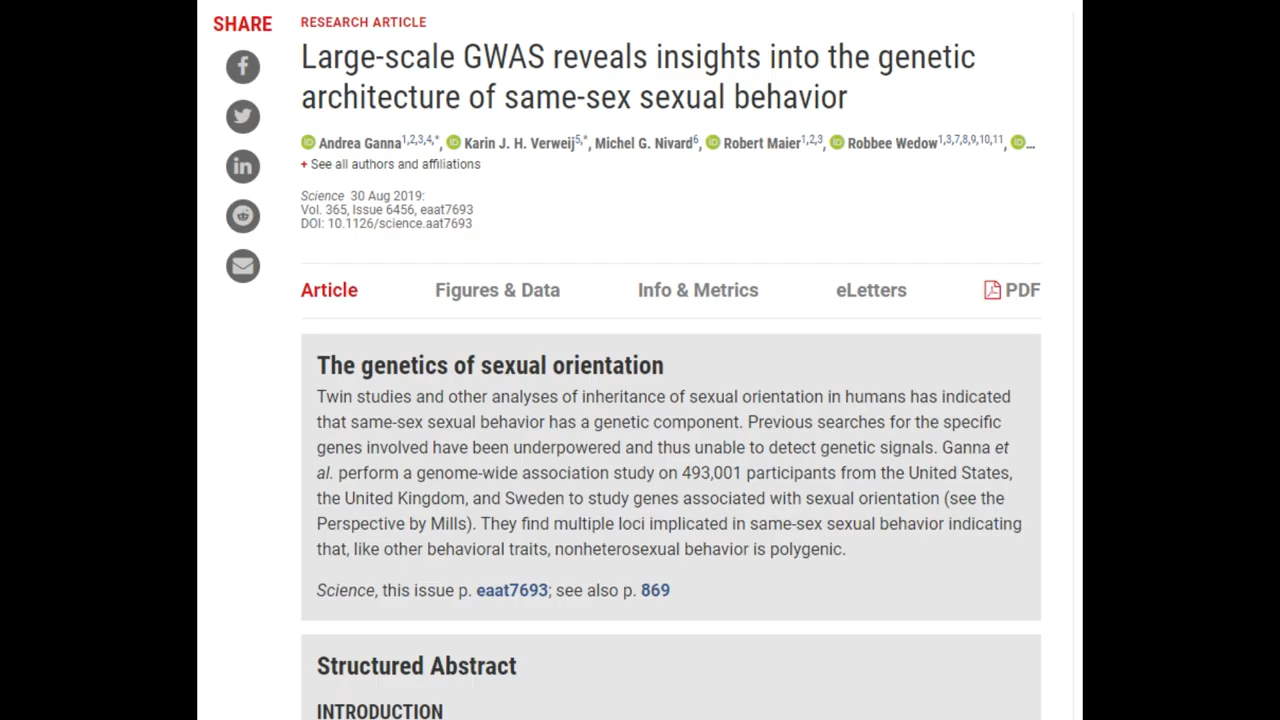 SHARE
RESEARCH ARTICLE
Large-scale GWAS reveals insights into the genetic
architecture of same-sex sexual behavior
Andrea Ganna1,2,3,4,*, Karin J. H. Verweij5,*, Michel G. Nivard6, Robert Maier1,2,3, Robbee Wedow1,3,7,8,9,10,11, ...
+ See all authors and affiliations
Science 30 Aug 2019:
Vol. 365, Issue 6456, eaat7693
DOI: 10.1126/science.aat7693
Article Figures & Data Info & Metrics eLetters PDF
The genetics of sexual orientation
Twin studies and other analyses of inheritance of sexual orientation in humans has indicated
that same-sex sexual behavior has a genetic component. Previous searches for the specific
genes involved have been underpowered and thus unable to detect genetic signals. Ganna et
al. perform a genome-wide association study on 493,001 participants from the United States,
the United Kingdom, and Sweden to study genes associated with sexual orientation (see the
Perspective by Mills). They find multiple loci implicated in same-sex sexual behavior indicating
that, like other behavioral traits, nonheterosexual behavior is polygenic.
Science, this issue p. eaat7693; see also p. 869
Structured Abstract
INTRODUCTION